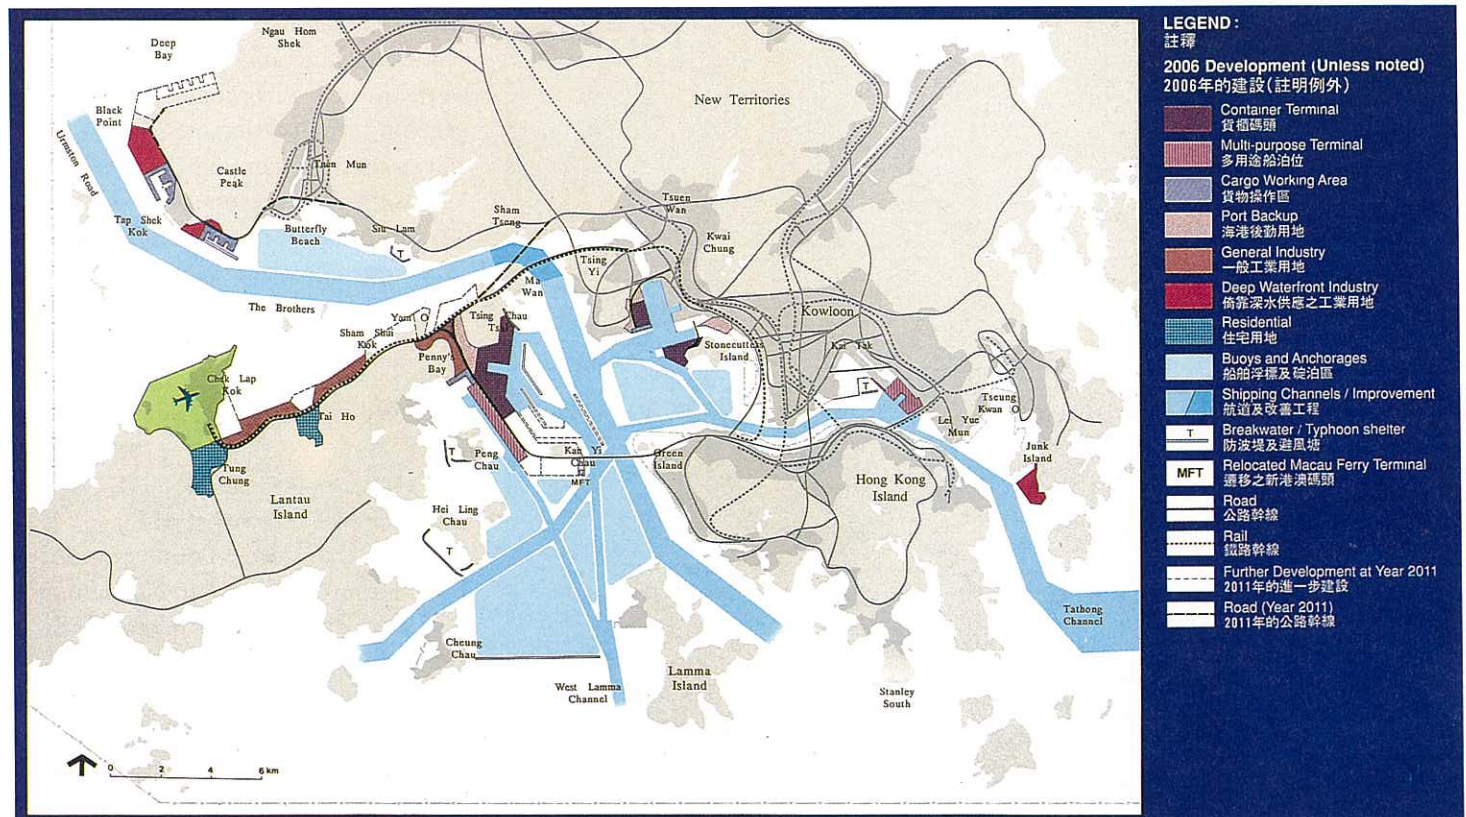 Deep
Bay
Ngau Hom
Shek
Black
Point
New Territories
Urmston Road
Castle
Peak
Tuen Mun
Tap Shek
Kok
Butterfly
Beach
Siu Lam
Sham
Tseng
Tsuen
Wan
Kwai
Chung
Tsing
Yi
Ma
Wan
The Brothers
Yam O
Sham Shui
Kok
Tsing Chau
Tsai
Penny's
Bay
Kowloon
Stonecutters
Island
Kai Tak
Chek Lap
Kok
Tai Ho
Tung
Chung
Lantau
Island
Peng
Chau
Kau Yi
Chau
MFT
Green
Island
Lei Yue
Mun
Tseung
Kwan O
Junk
Island
Hong Kong
Island
Hei Ling
Chau
T
T
T
T
Cheung
Chau
West Lamma
Channel
Lamma
Island
Stanley
South
Tathong
Channel
0 2 4 6 km
LEGEND:
註釋
2006 Development (Unless noted)
2006年的建設(註明例外)
Container Terminal
貨櫃碼頭
Multi-purpose Terminal
多用途船泊位
Cargo Working Area
貨物操作區
Port Backup
海港後勤用地
General Industry
一般工業用地
Deep Waterfront Industry
倚靠深水供應之工業用地
Residential
住宅用地
Buoys and Anchorages
船舶浮標及碇泊區
Shipping Channels / Improvement
航道及改善工程
T
Breakwater / Typhoon shelter
防波堤及避風塘
MFT
Relocated Macau Ferry Terminal
遷移之新港澳碼頭
Road
公路幹線
Rail
鐵路幹線
Further Development at Year 2011
2011年的進一步建設
Road (Year 2011)
2011年的公路幹線